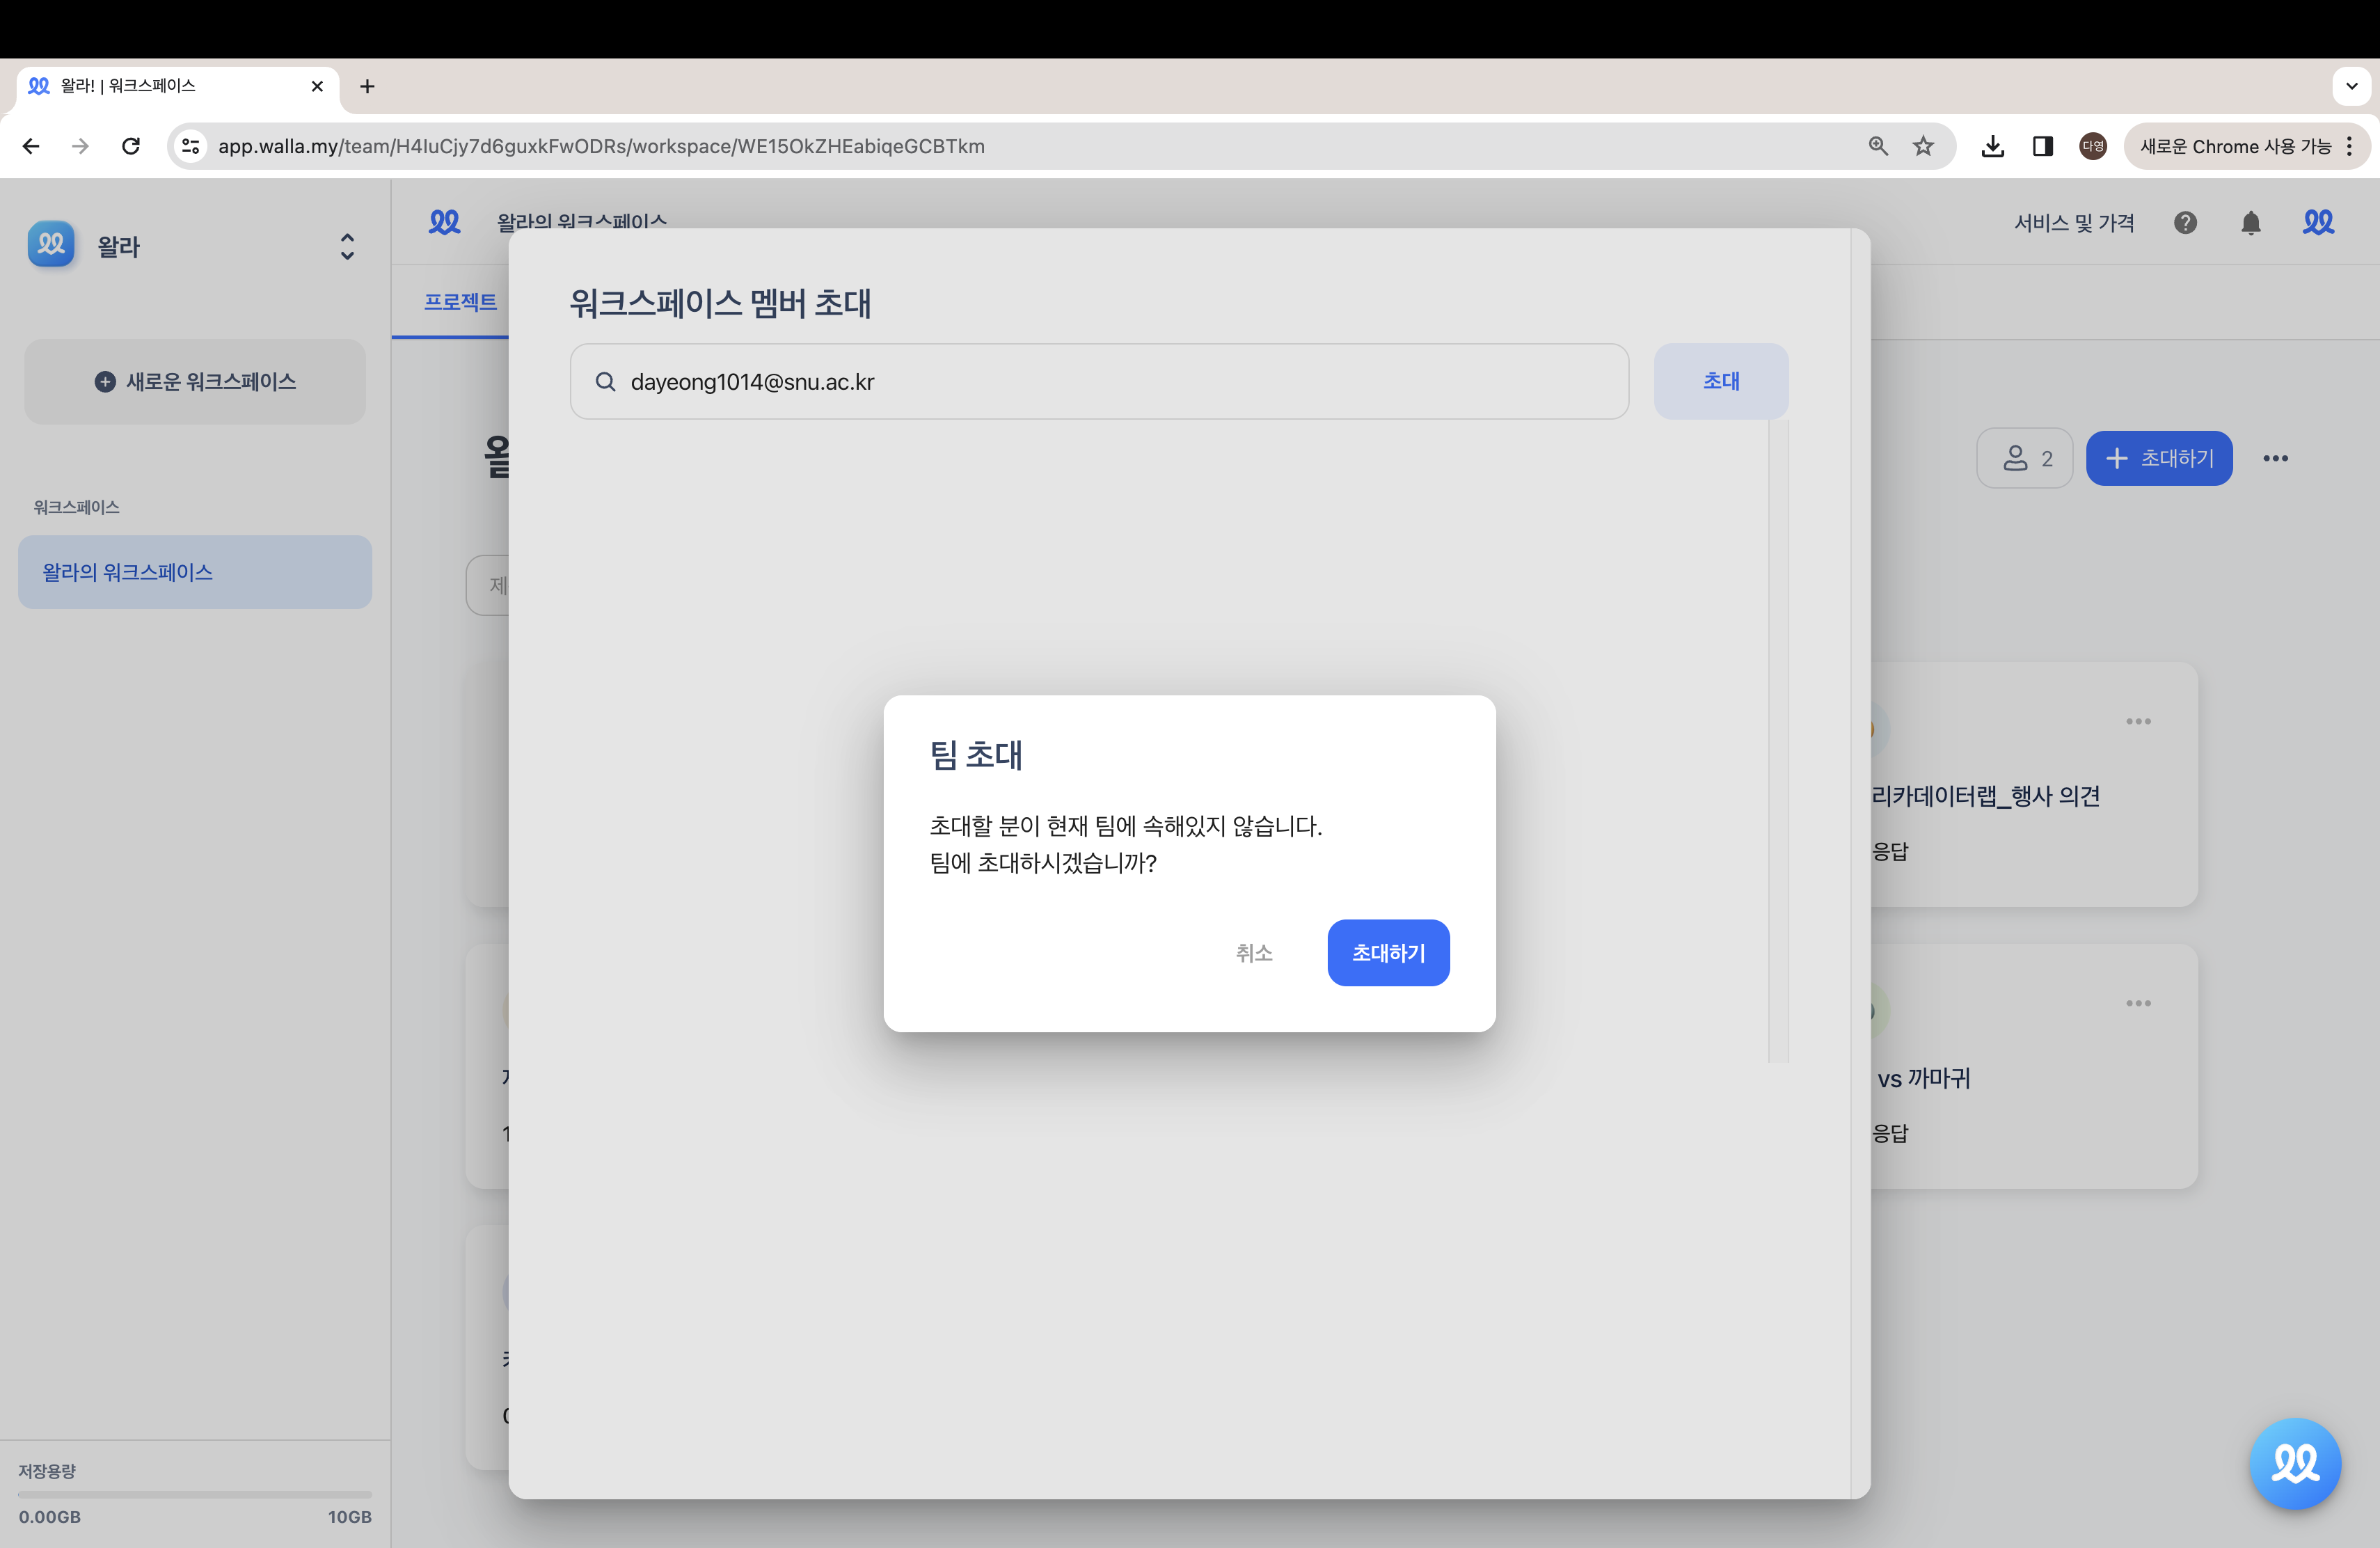 왈라! | 워크스페이스
app.walla.my/team/H4IuCjy7d6guxkFwODRs/workspace/WE15OkZHEabiqeGCBTkm
다영
새로운 Chrome 사용 가능
왈라
왈라의 워크스페이스
서비스 및 가격
프로젝트
워크스페이스 멤버 초대
새로운 워크스페이스
dayeong1014@snu.ac.kr
초대
2
초대하기
워크스페이스
왈라의 워크스페이스
제
팀 초대
초대할 분이 현재 팀에 속해있지 않습니다.
팀에 초대하시겠습니까?
취소
초대하기
리카데이터랩_행사 의견
응답
vs 까마귀
응답
저장용량
0.00GB
10GB